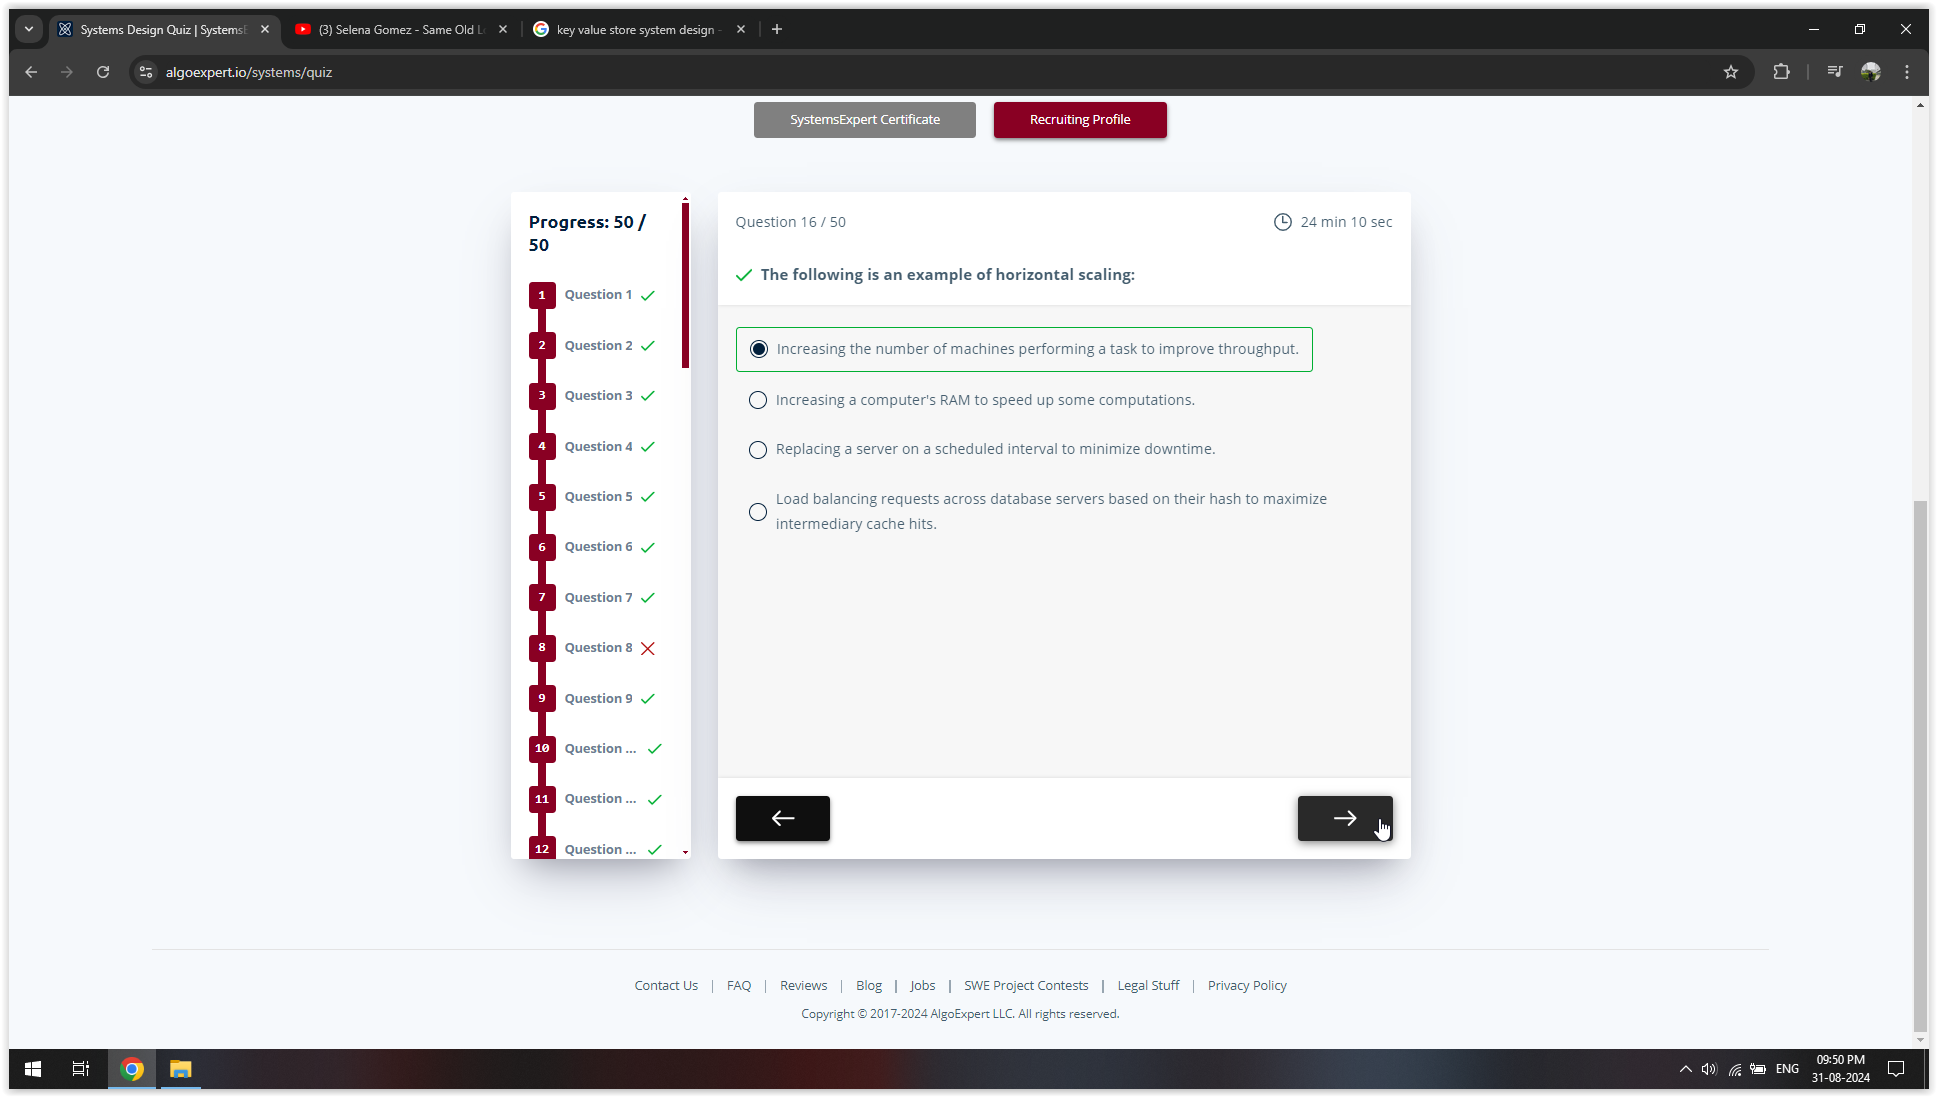 Systems Design Quiz | Systems
(3) Selena Gomez - Same Old L
key value store system design -
algoexpert.io/systems/quiz
SystemsExpert Certificate
Recruiting Profile
Progress: 50 /
50
1 Question 1
2 Question 2
3 Question 3
4 Question 4
5 Question 5
6 Question 6
7 Question 7
8 Question 8
9 Question 9
10 Question ...
11 Question ...
12 Question ...
Question 16 / 50
24 min 10 sec
The following is an example of horizontal scaling:
Increasing the number of machines performing a task to improve throughput.
Increasing a computer's RAM to speed up some computations.
Replacing a server on a scheduled interval to minimize downtime.
Load balancing requests across database servers based on their hash to maximize
intermediary cache hits.
Contact Us | FAQ | Reviews | Blog | Jobs | SWE Project Contests | Legal Stuff | Privacy Policy
Copyright © 2017-2024 AlgoExpert LLC. All rights reserved.
ENG
09:50 PM
31-08-2024